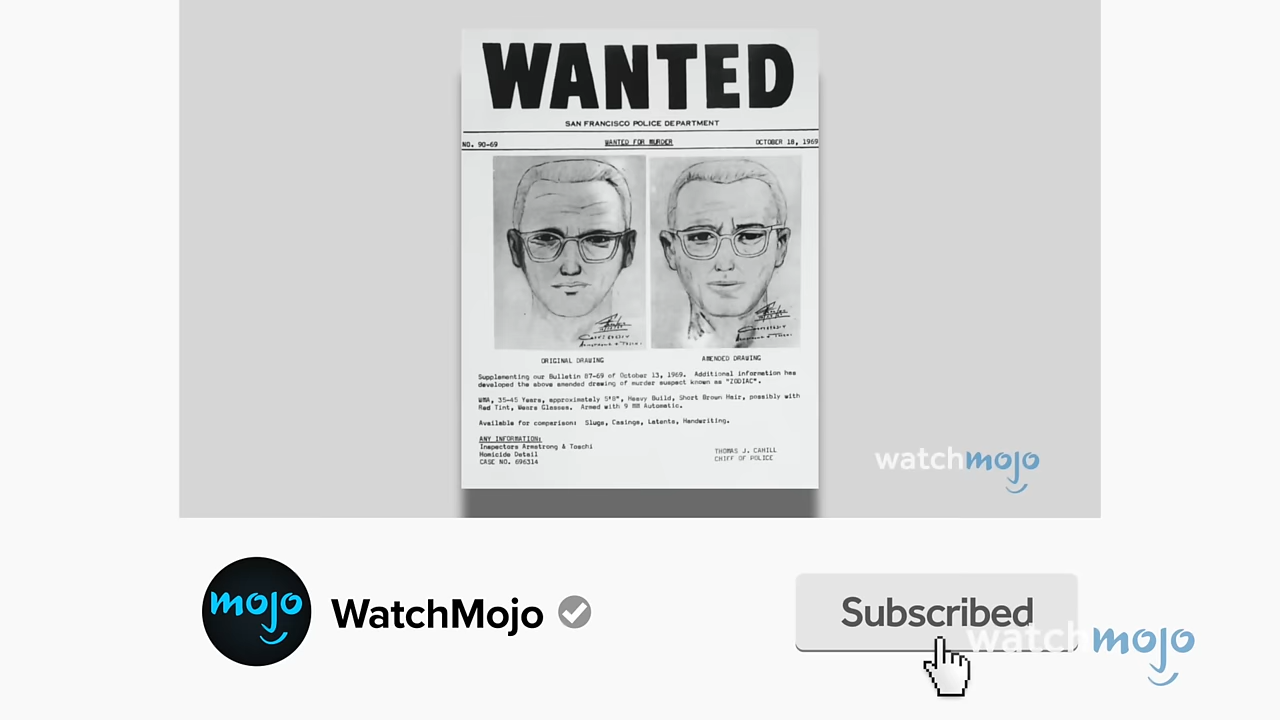 WANTED
SAN FRANCISCO POLICE DEPARTMENT
NO. 90-69 WANTED FOR MURDER OCTOBER 18, 1969
ORIGINAL DRAWING AMENDED DRAWING
Supplementing our Bulletin 87-69 of October 13, 1969. Additional information has
developed the above amended drawing of murder suspect known as "ZODIAC".
WMA, 35-45 Years, approximately 5'8", Heavy Build, Short Brown Hair, possibly with
Red Tint, Wears Glasses. Armed with 9 MM Automatic.
Available for comparison: Slugs, Casings, Latents, Handwriting.
ANY INFORMATION:
Inspectors Armstrong & Toschi
Homicide Detail
CASE NO. 696314
THOMAS J. CAHILL
CHIEF OF POLICE
watchmojo
mojo
WatchMojo
Subscribed
watchmojo